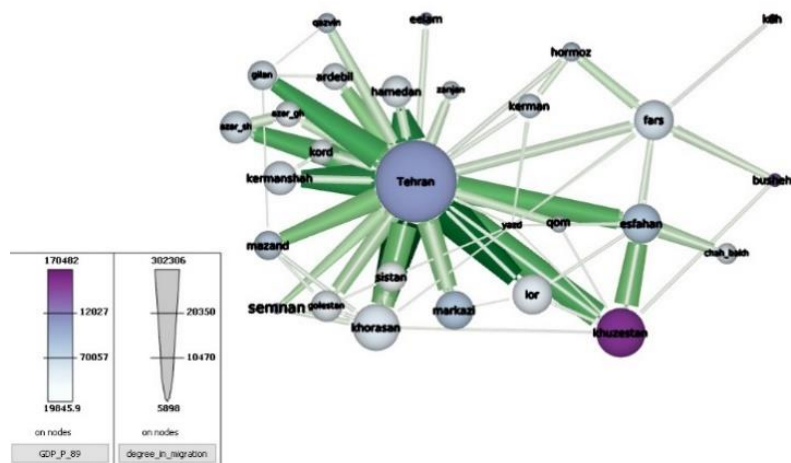 eelam
koh
qazvin
hormoz
gilan
ardebil
hamedan
zanjan
kerman
azar_gh
azar_sh
fars
kord
kermanshah
Tehran
busheh
yazd
qom
esfahan
mazand
chah_bakh
sistan
lor
semnan
golestan
markazi
khorasan
khuzestan
170482
302306
12027
20350
70057
10470
19845.9
5898
on nodes
on nodes
GDP_P_89
degree_in_migration